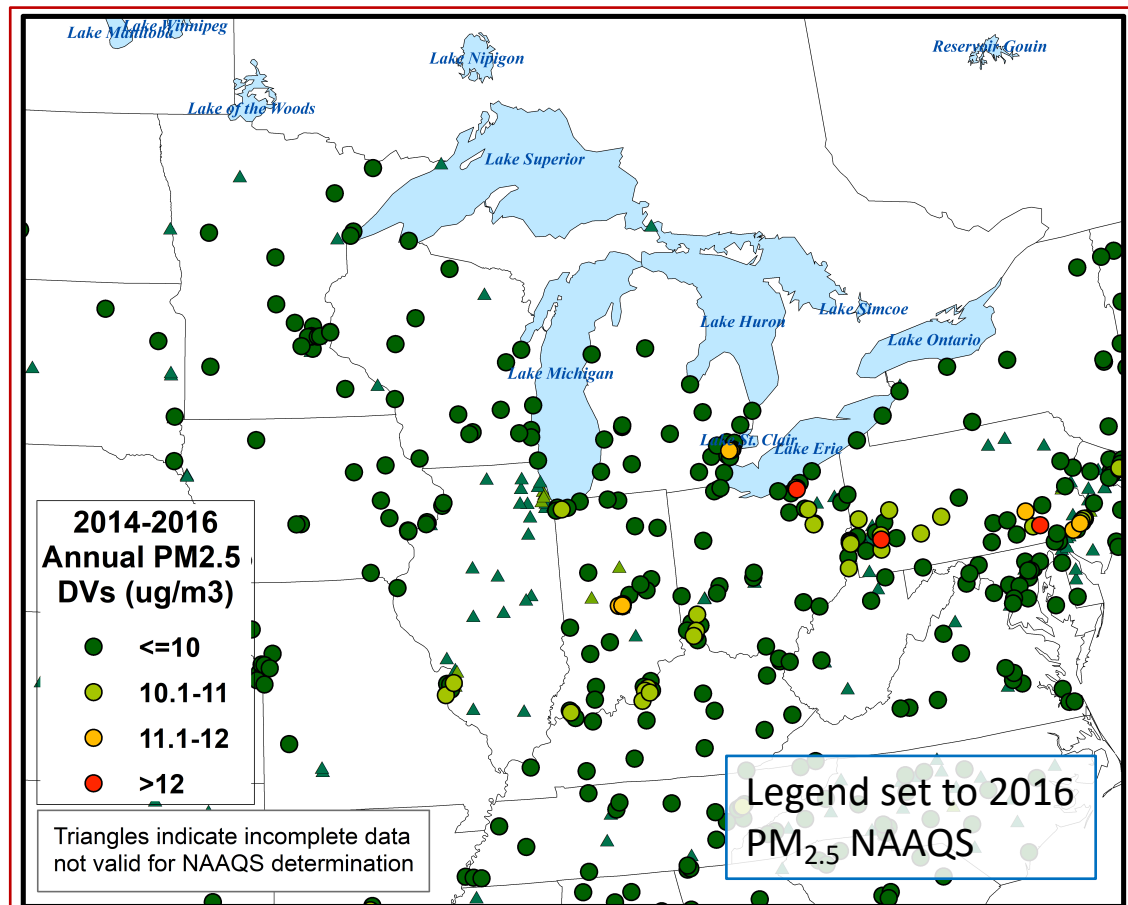 Lake Manitoba
Lake Winnipeg
Lake Nipigon
Reservoir Gouin
Lake of the Woods
Lake Superior
Lake Simcoe
Lake Huron
Lake Ontario
Lake Michigan
Lake St. Clair
Lake Erie
2014-2016
Annual PM2.5
DVs (ug/m3)
<=10
10.1-11
11.1-12
>12
Triangles indicate incomplete data
not valid for NAAQS determination
Legend set to 2016
PM2.5 NAAQS